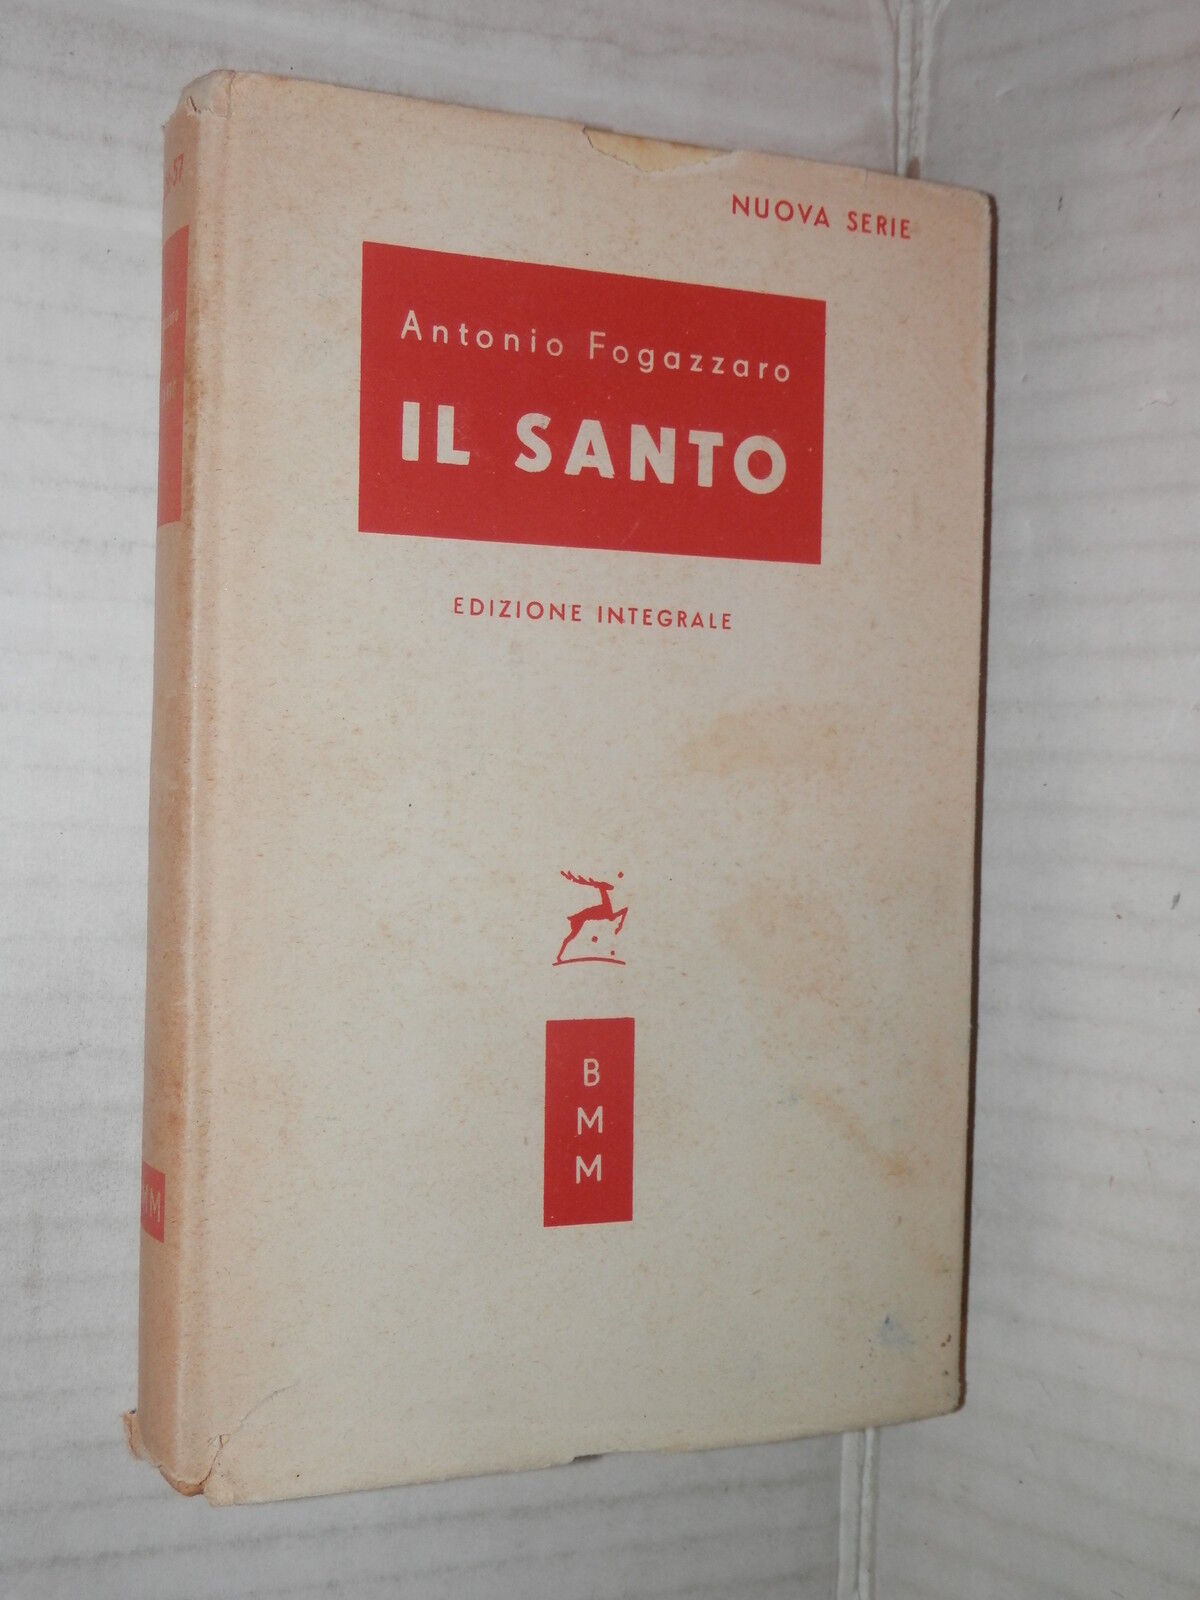 NUOVA SERIE
Antonio Fogazzaro
IL SANTO
EDIZIONE INTEGRALE
B
M
M